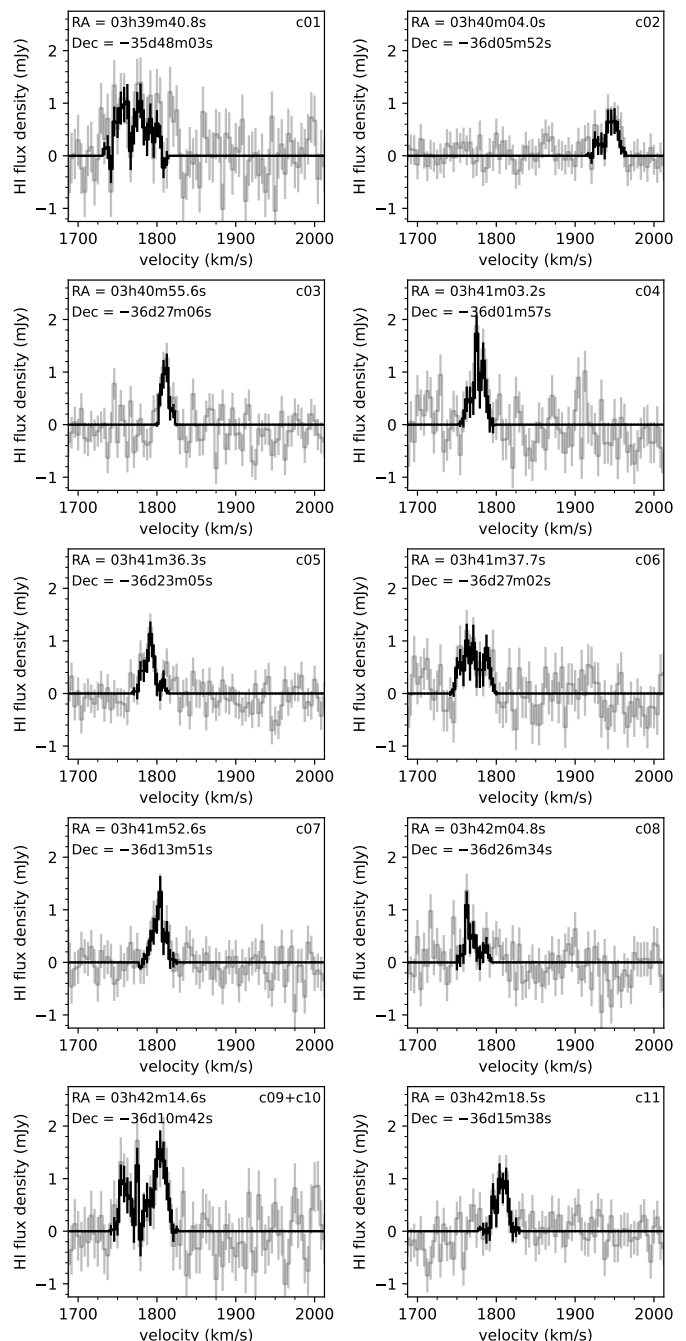 RA = 03h39m40.8s c01
Dec = −35d48m03s
HI flux density (mJy)
2
1
0
−1
1700 1800 1900 2000
velocity (km/s)
RA = 03h40m04.0s c02
Dec = −36d05m52s
HI flux density (mJy)
2
1
0
−1
1700 1800 1900 2000
velocity (km/s)
RA = 03h40m55.6s c03
Dec = −36d27m06s
HI flux density (mJy)
2
1
0
−1
1700 1800 1900 2000
velocity (km/s)
RA = 03h41m03.2s c04
Dec = −36d01m57s
HI flux density (mJy)
2
1
0
−1
1700 1800 1900 2000
velocity (km/s)
RA = 03h41m36.3s c05
Dec = −36d23m05s
HI flux density (mJy)
2
1
0
−1
1700 1800 1900 2000
velocity (km/s)
RA = 03h41m37.7s c06
Dec = −36d27m02s
HI flux density (mJy)
2
1
0
−1
1700 1800 1900 2000
velocity (km/s)
RA = 03h41m52.6s c07
Dec = −36d13m51s
HI flux density (mJy)
2
1
0
−1
1700 1800 1900 2000
velocity (km/s)
RA = 03h42m04.8s c08
Dec = −36d26m34s
HI flux density (mJy)
2
1
0
−1
1700 1800 1900 2000
velocity (km/s)
RA = 03h42m14.6s c09+c10
Dec = −36d10m42s
HI flux density (mJy)
2
1
0
−1
1700 1800 1900 2000
velocity (km/s)
RA = 03h42m18.5s c11
Dec = −36d15m38s
HI flux density (mJy)
2
1
0
−1
1700 1800 1900 2000
velocity (km/s)